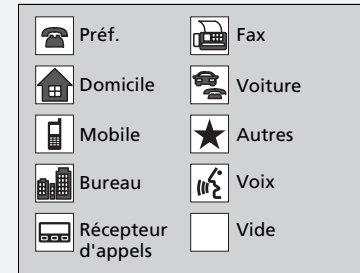 Préf.
Fax
Domicile
Voiture
Mobile
Autres
Bureau
Voix
Récepteur
d'appels
Vide